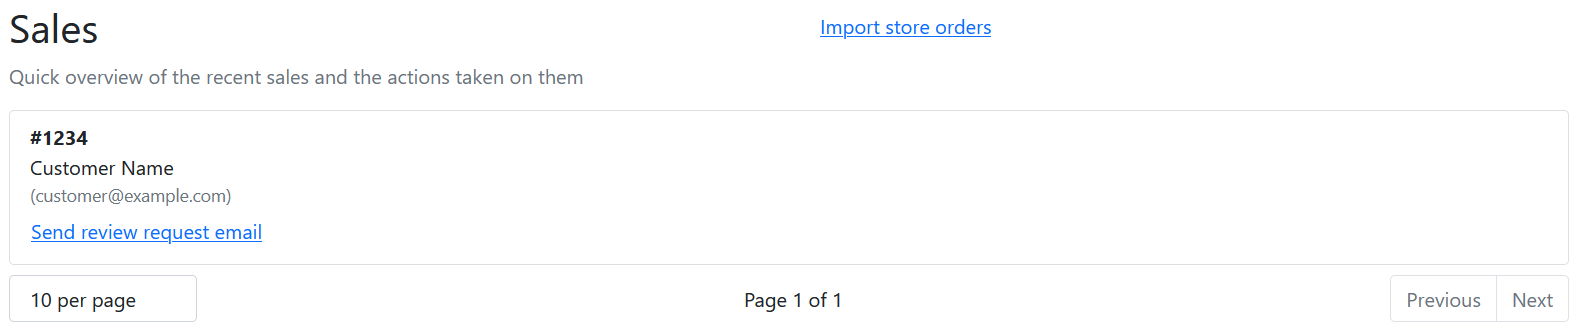 Sales
Import store orders
Quick overview of the recent sales and the actions taken on them
#1234
Customer Name
(customer@example.com)
Send review request email
10 per page
Page 1 of 1
Previous
Next